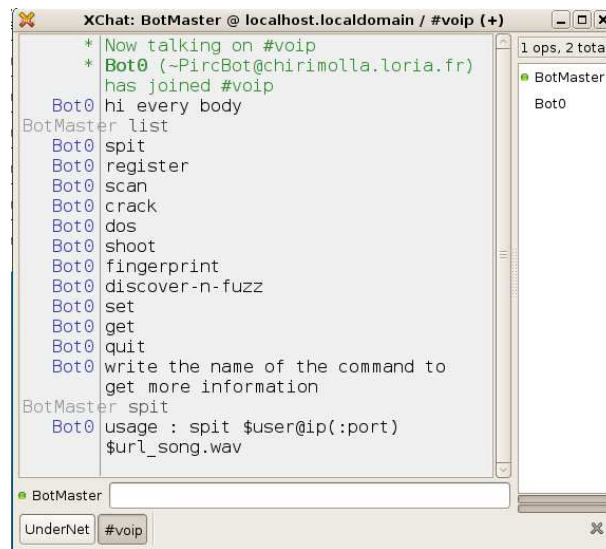 XChat: BotMaster @ localhost.localdomain / #voip (+)
* Now talking on #voip
* Bot0 (~PircBot@chirimolla.loria.fr)
has joined #voip
Bot0 hi every body
BotMaster list
Bot0 spit
Bot0 register
Bot0 scan
Bot0 crack
Bot0 dos
Bot0 shoot
Bot0 fingerprint
Bot0 discover-n-fuzz
Bot0 set
Bot0 get
Bot0 quit
Bot0 write the name of the command to
get more information
BotMaster spit
Bot0 usage : spit $user@ip(:port)
$url_song.wav
1 ops, 2 tota
BotMaster
Bot0
BotMaster
UnderNet #voip